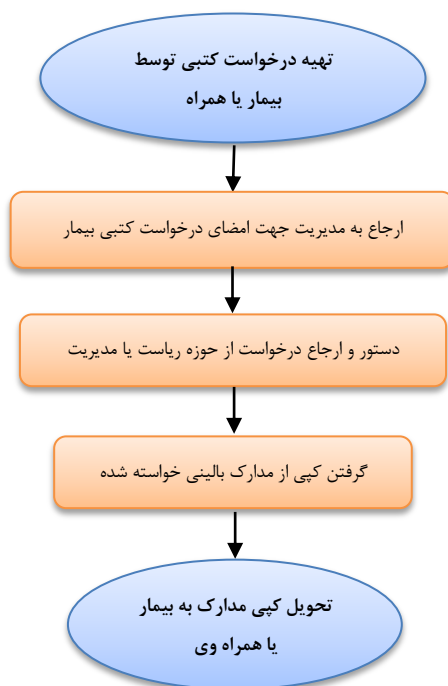 تهیه درخواست کتبی توسط
بیمار یا همراه
ارجاع به مدیریت جهت امضای درخواست کتبی بیمار
دستور و ارجاع درخواست از حوزه ریاست یا مدیریت
گرفتن کپی از مدارک بالینی خواسته شده
تحویل کپی مدارک به بیمار
یا همراه وی